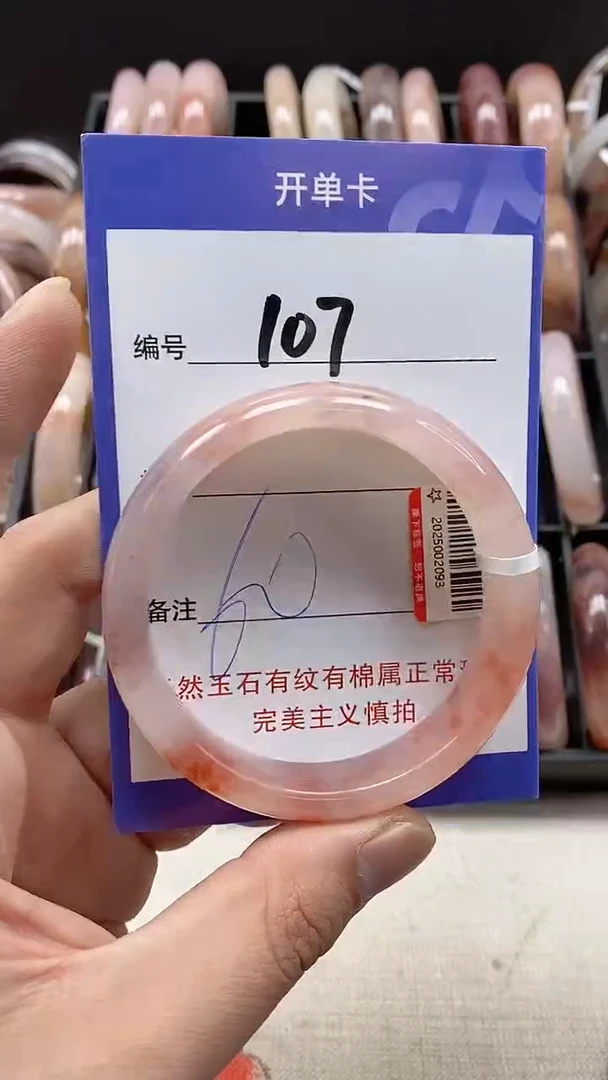 开单卡
编号 107
☆
2025002093
备注 60
然玉石有纹有棉属正常
完美主义慎拍